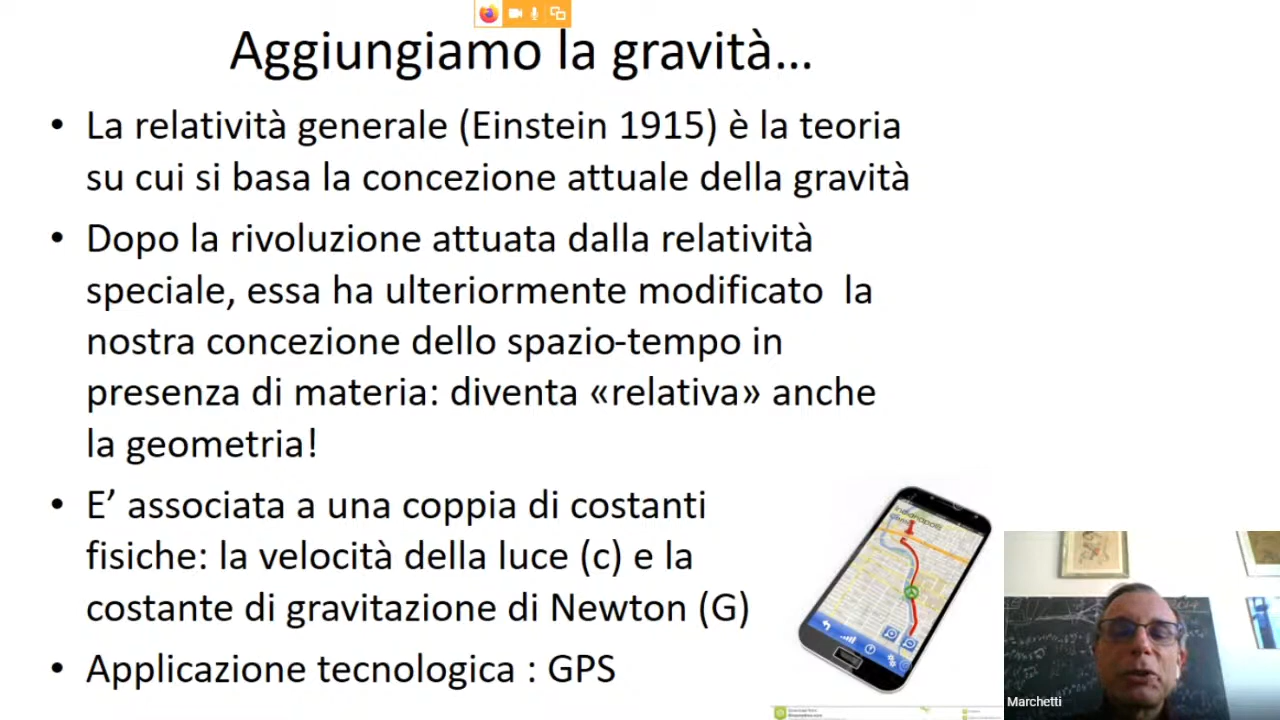 Aggiungiamo la gravità...
• La relatività generale (Einstein 1915) è la teoria
su cui si basa la concezione attuale della gravità
• Dopo la rivoluzione attuata dalla relatività
speciale, essa ha ulteriormente modificato la
nostra concezione dello spazio-tempo in
presenza di materia: diventa «relativa» anche
la geometria!
• E’ associata a una coppia di costanti
fisiche: la velocità della luce (c) e la
costante di gravitazione di Newton (G)
• Applicazione tecnologica : GPS
Indianapolis
Marchetti